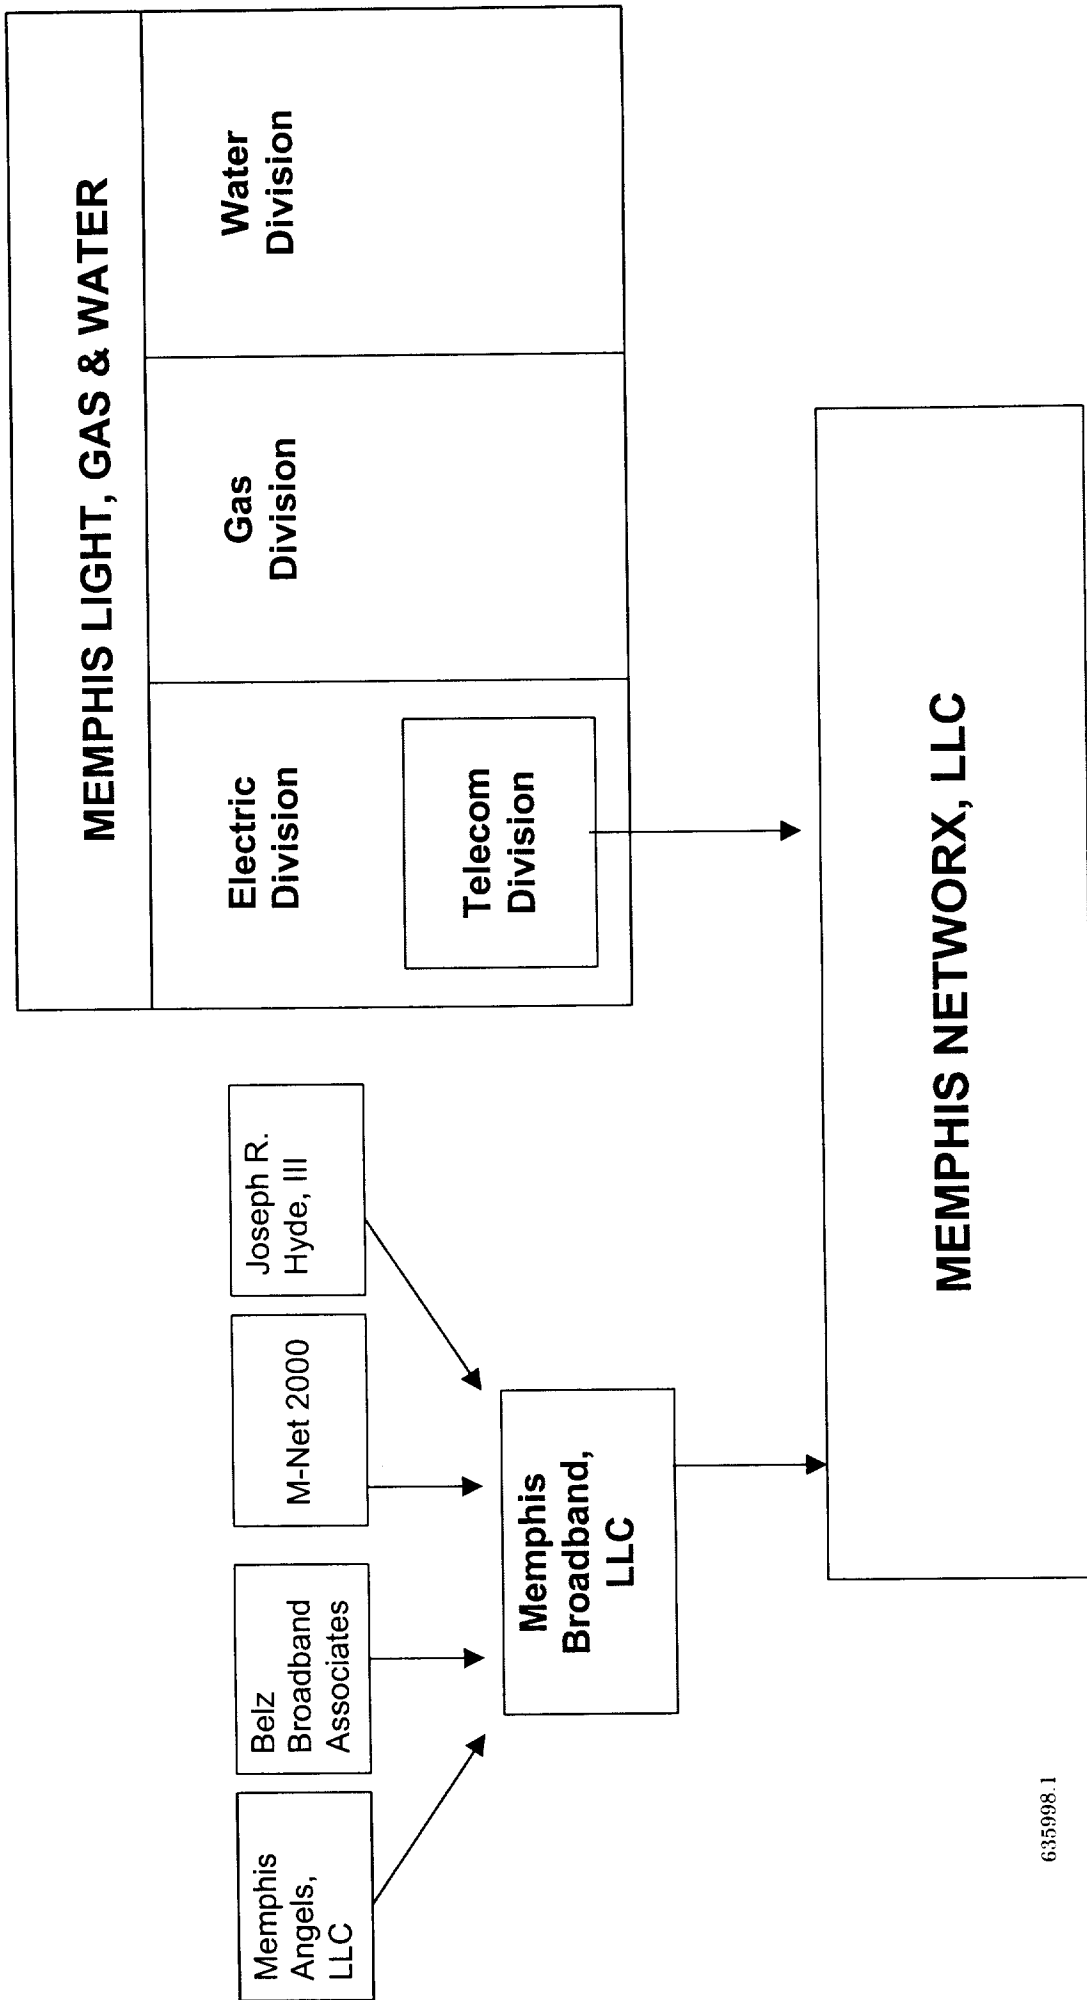 MEMPHIS LIGHT, GAS & WATER
Electric
Division
Gas
Division
Water
Division
Telecom
Division
Memphis
Angels,
LLC
Belz
Broadband
Associates
M-Net 2000
Joseph R.
Hyde, III
Memphis
Broadband,
LLC
MEMPHIS NETWORX, LLC
635998.1